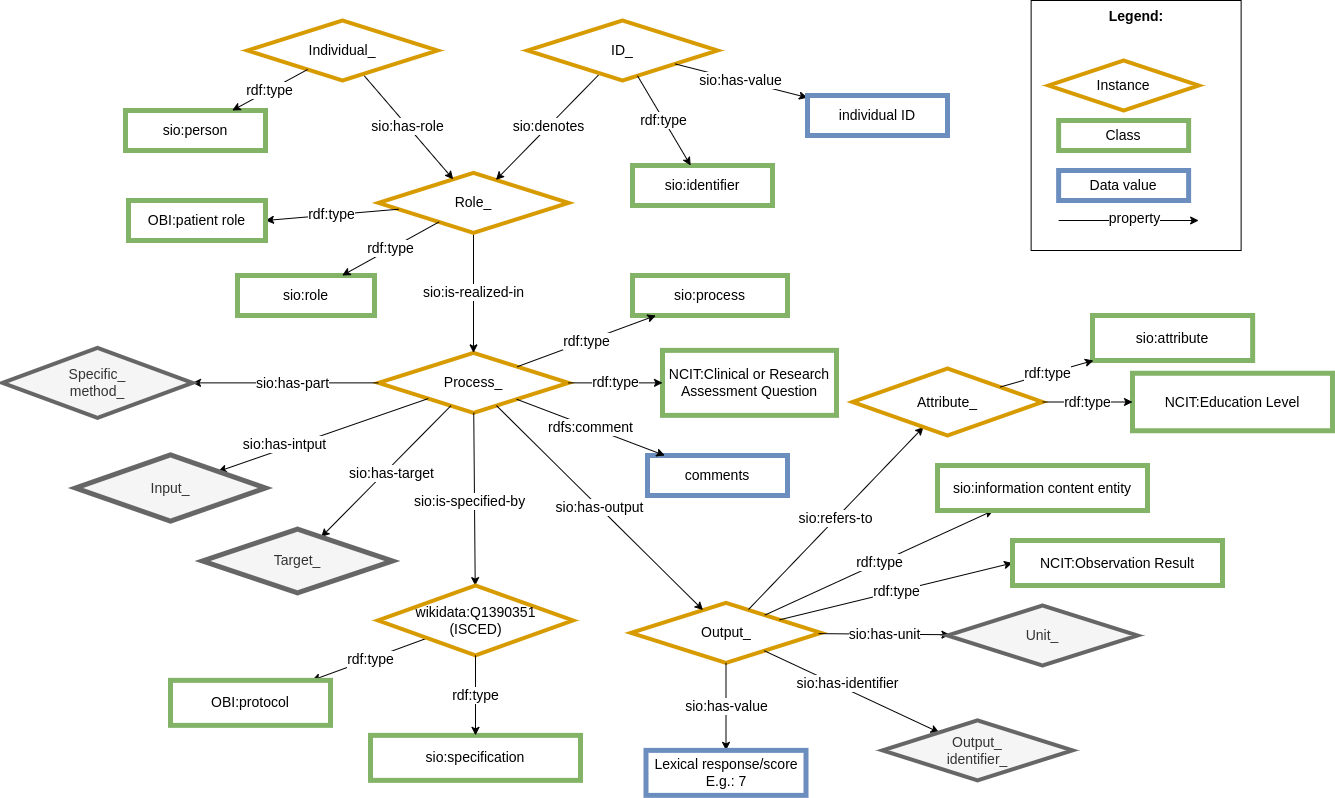 Legend:
Individual_
ID_
sio:has-value
Instance
rdf:type
individual ID
sio:person
sio:has-role
sio:denotes
rdf:type
Class
sio:identifier
Data value
Role_
OBI:patient role
rdf:type
property
rdf:type
sio:role
sio:is-realized-in
sio:process
rdf:type
sio:attribute
Specific_
method_
sio:has-part
Process_
rdf:type
NCIT:Clinical or Research
Assessment Question
rdf:type
Attribute_
rdf:type
NCIT:Education Level
sio:has-intput
rdfs:comment
sio:has-target
comments
Input_
sio:is-specified-by
sio:has-output
sio:refers-to
sio:information content entity
Target_
rdf:type
NCIT:Observation Result
rdf:type
wikidata:Q1390351
(ISCED)
Output_
sio:has-unit
Unit_
rdf:type
sio:has-identifier
OBI:protocol
rdf:type
sio:has-value
sio:specification
Lexical response/score
E.g.: 7
Output_
identifier_